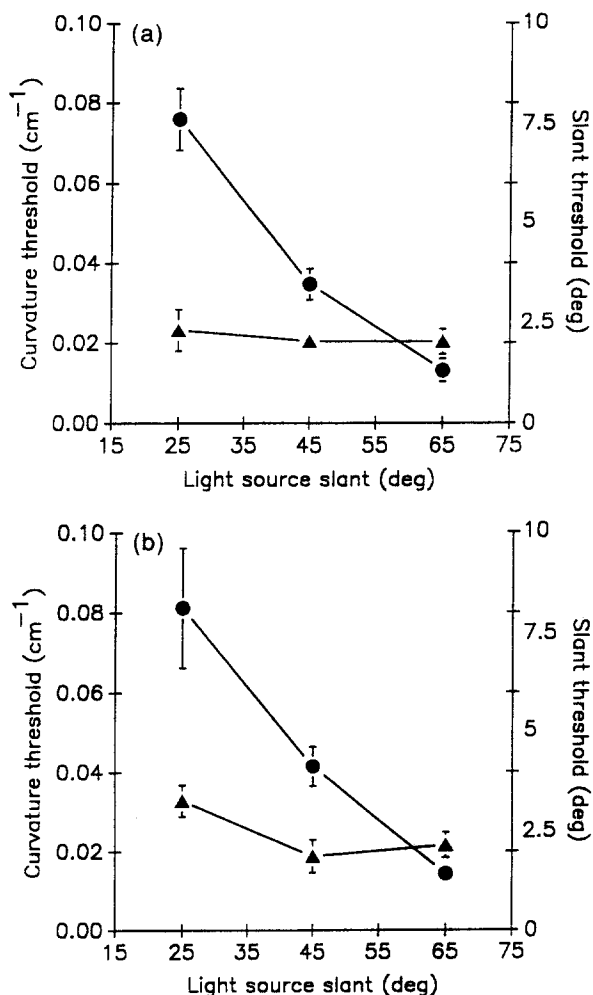 (a)
Curvature threshold (cm⁻¹)
0.10
0.08
0.06
0.04
0.02
0.00
10
7.5
5
2.5
0
Slant threshold (deg)
15 25 35 45 55 65 75
Light source slant (deg)
(b)
Curvature threshold (cm⁻¹)
0.10
0.08
0.06
0.04
0.02
0.00
10
7.5
5
2.5
0
Slant threshold (deg)
15 25 35 45 55 65 75
Light source slant (deg)